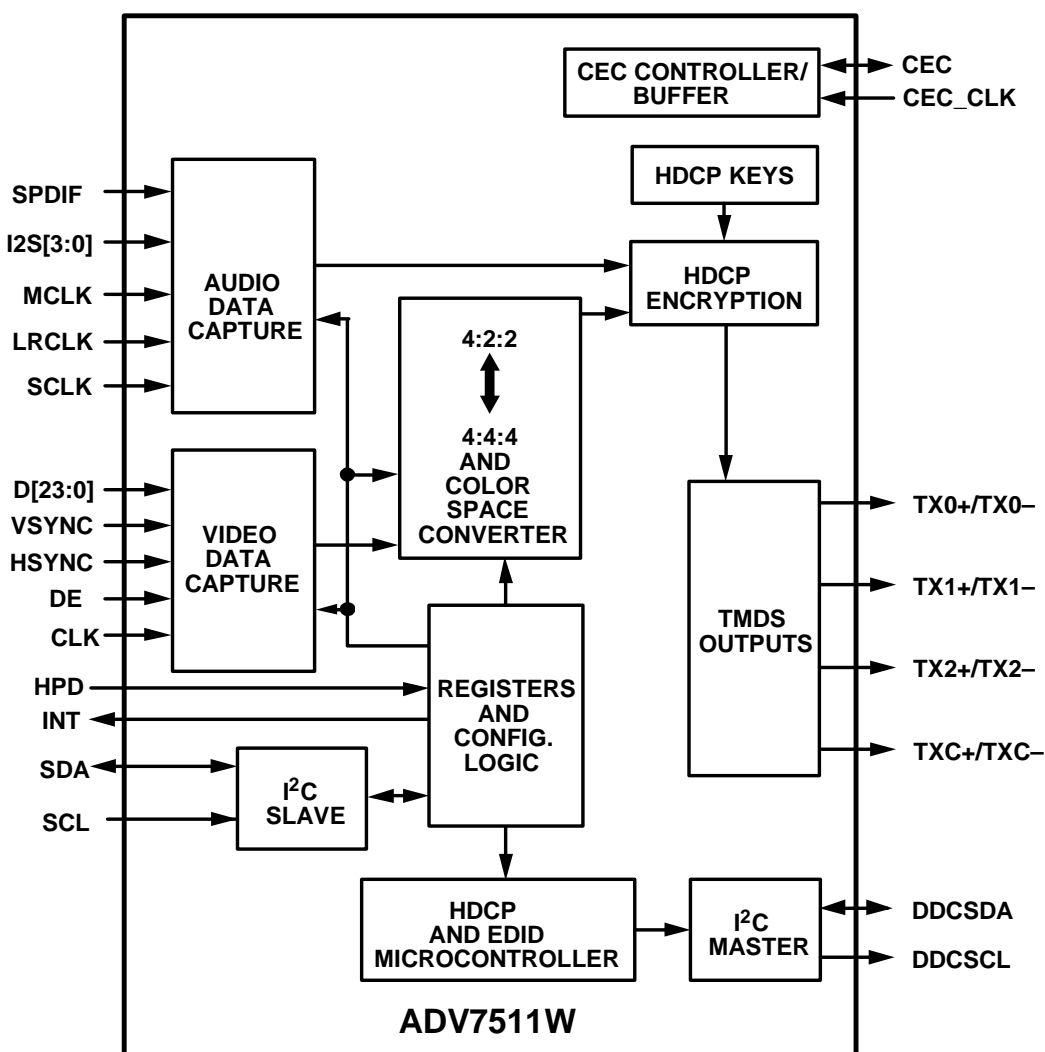 CEC CONTROLLER/
BUFFER
CEC
CEC_CLK
HDCP KEYS
SPDIF
I2S[3:0]
MCLK
LRCLK
SCLK
AUDIO
DATA
CAPTURE
HDCP
ENCRYPTION
4:2:2
4:4:4
AND
COLOR
SPACE
CONVERTER
D[23:0]
VSYNC
HSYNC
DE
CLK
VIDEO
DATA
CAPTURE
TMDS
OUTPUTS
TX0+/TX0–
TX1+/TX1–
TX2+/TX2–
TXC+/TXC–
HPD
INT
SDA
SCL
REGISTERS
AND
CONFIG.
LOGIC
I²C
SLAVE
HDCP
AND EDID
MICROCONTROLLER
I²C
MASTER
DDCSDA
DDCSCL
ADV7511W